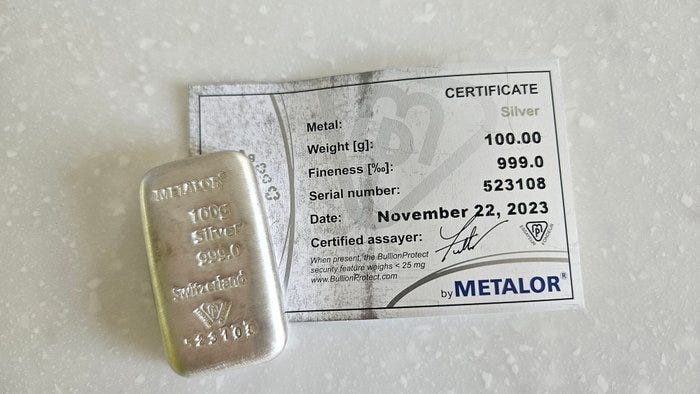 METALOR®
100g
Silver
999.0
Switzerland
523108
CERTIFICATE
Metal: Silver
Weight [g]: 100.00
Fineness [‰]: 999.0
Serial number: 523108
Date: November 22, 2023
Certified assayer:
When present, the BullionProtect
security feature weighs < 25 mg
www.BullionProtect.com
by METALOR®